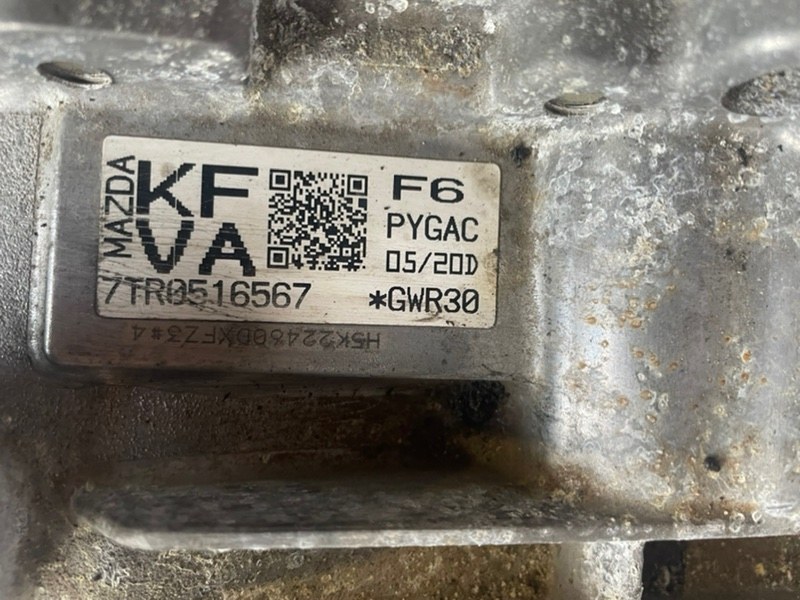 MAZDA
KF F6
VA PYGAC
05/20D
7TR0516567 *GWR30
H5K22480DXFZ3#4